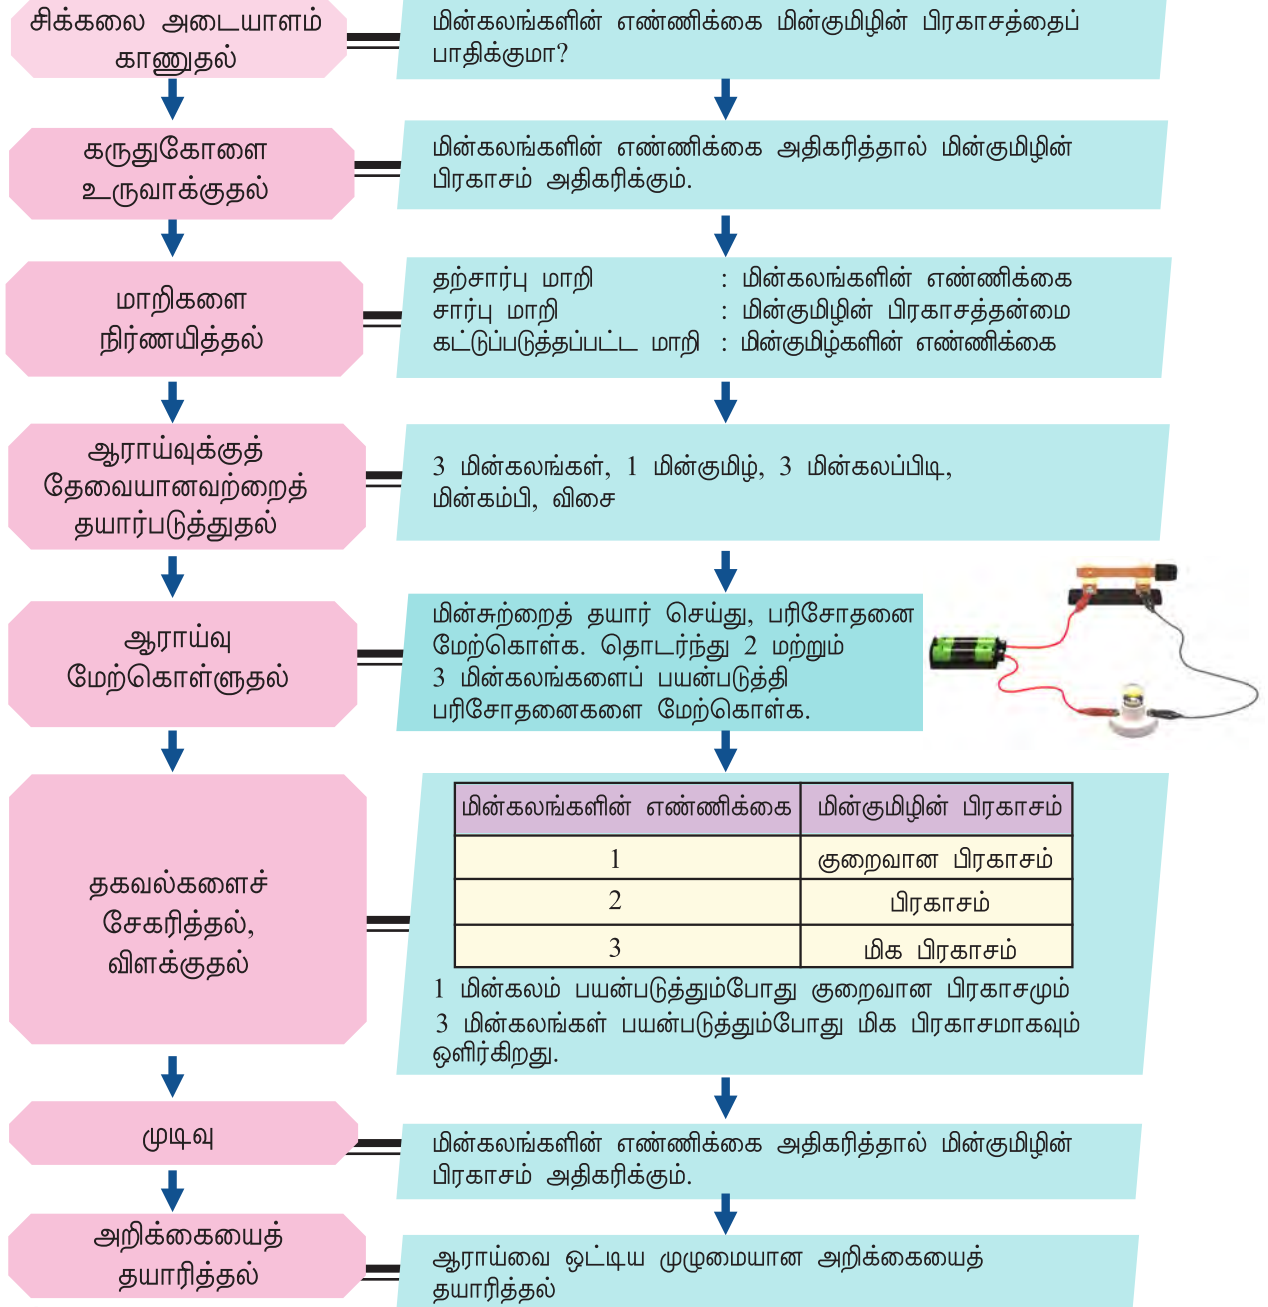 சிக்கலை அடையாளம்
காணுதல்
மின்கலங்களின் எண்ணிக்கை மின்குமிழின் பிரகாசத்தைப்
பாதிக்குமா?
கருதுகோளை
உருவாக்குதல்
மின்கலங்களின் எண்ணிக்கை அதிகரித்தால் மின்குமிழின்
பிரகாசம் அதிகரிக்கும்.
மாறிகளை
நிர்ணயித்தல்
தற்சார்பு மாறி : மின்கலங்களின் எண்ணிக்கை
சார்பு மாறி : மின்குமிழின் பிரகாசத்தன்மை
கட்டுப்படுத்தப்பட்ட மாறி : மின்குமிழ்களின் எண்ணிக்கை
ஆராய்வுக்குத்
தேவையானவற்றைத்
தயார்படுத்துதல்
3 மின்கலங்கள், 1 மின்குமிழ், 3 மின்கலப்பிடி,
மின்கம்பி, விசை
ஆராய்வு
மேற்கொள்ளுதல்
மின்சுற்றைத் தயார் செய்து, பரிசோதனை
மேற்கொள்க. தொடர்ந்து 2 மற்றும்
3 மின்கலங்களைப் பயன்படுத்தி
பரிசோதனைகளை மேற்கொள்க.
தகவல்களைச்
சேகரித்தல்,
விளக்குதல்
மின்கலங்களின் எண்ணிக்கை மின்குமிழின் பிரகாசம்
1 குறைவான பிரகாசம்
2 பிரகாசம்
3 மிக பிரகாசம்
1 மின்கலம் பயன்படுத்தும்போது குறைவான பிரகாசமும்
3 மின்கலங்கள் பயன்படுத்தும்போது மிக பிரகாசமாகவும்
ஒளிர்கிறது.
முடிவு
மின்கலங்களின் எண்ணிக்கை அதிகரித்தால் மின்குமிழின்
பிரகாசம் அதிகரிக்கும்.
அறிக்கையைத்
தயாரித்தல்
ஆராய்வை ஒட்டிய முழுமையான அறிக்கையைத்
தயாரித்தல்